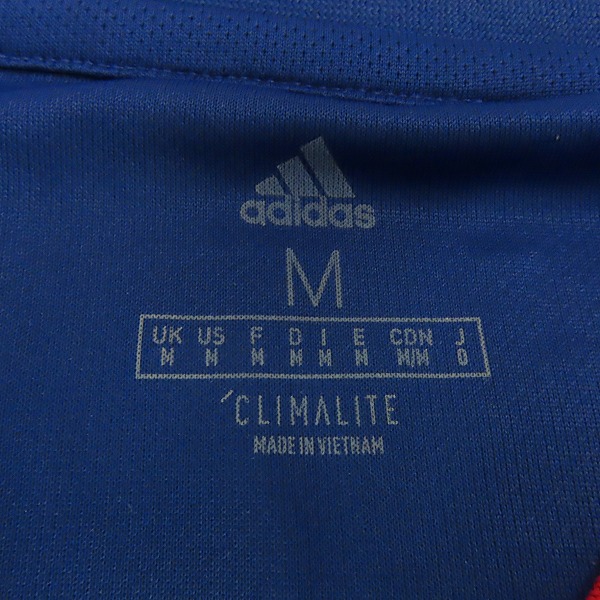 adidas
M
UK US F D I E CDN J
M M M M M M M/M O
CLIMALITE
MADE IN VIETNAM